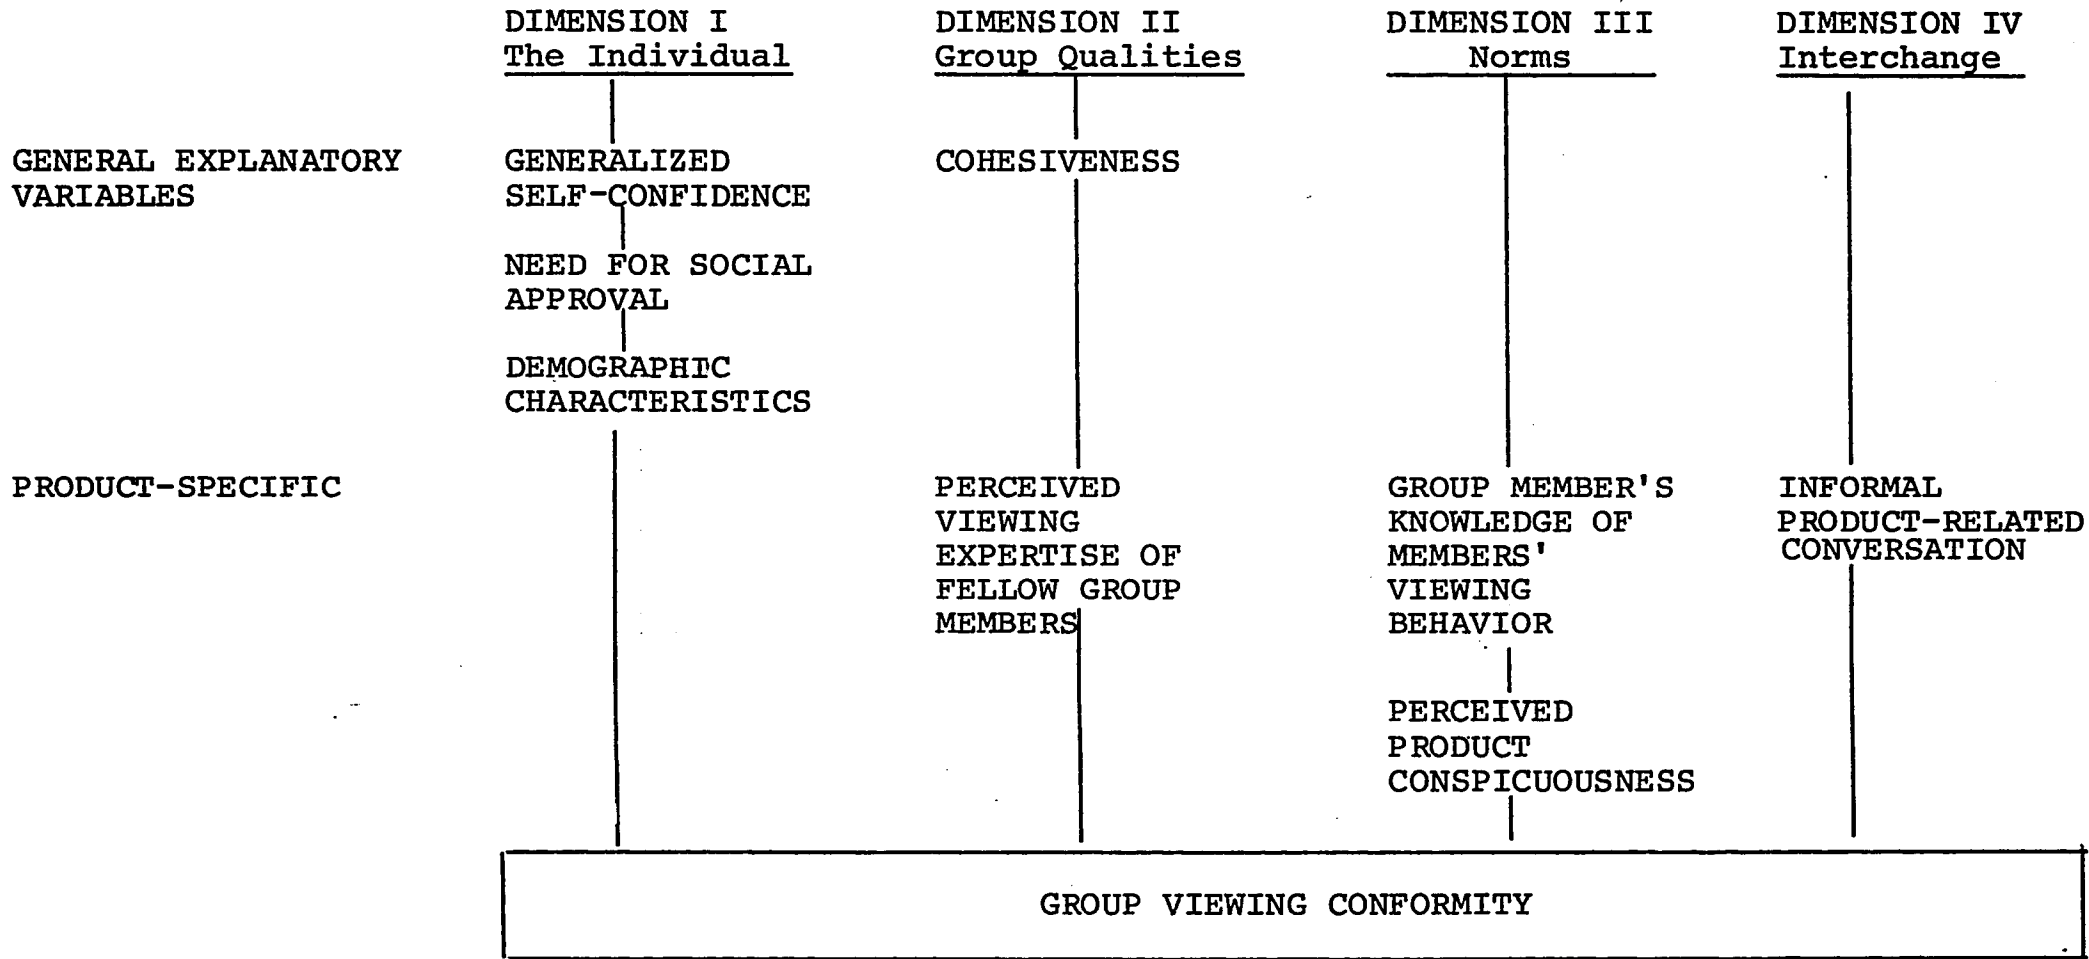 DIMENSION I
The Individual
DIMENSION II
Group Qualities
DIMENSION III
Norms
DIMENSION IV
Interchange
GENERAL EXPLANATORY
VARIABLES
GENERALIZED
SELF-CONFIDENCE
NEED FOR SOCIAL
APPROVAL
DEMOGRAPHIC
CHARACTERISTICS
COHESIVENESS
PRODUCT-SPECIFIC
PERCEIVED
VIEWING
EXPERTISE OF
FELLOW GROUP
MEMBERS
GROUP MEMBER'S
KNOWLEDGE OF
MEMBERS'
VIEWING
BEHAVIOR
PERCEIVED
PRODUCT
CONSPICUOUSNESS
INFORMAL
PRODUCT-RELATED
CONVERSATION
GROUP VIEWING CONFORMITY